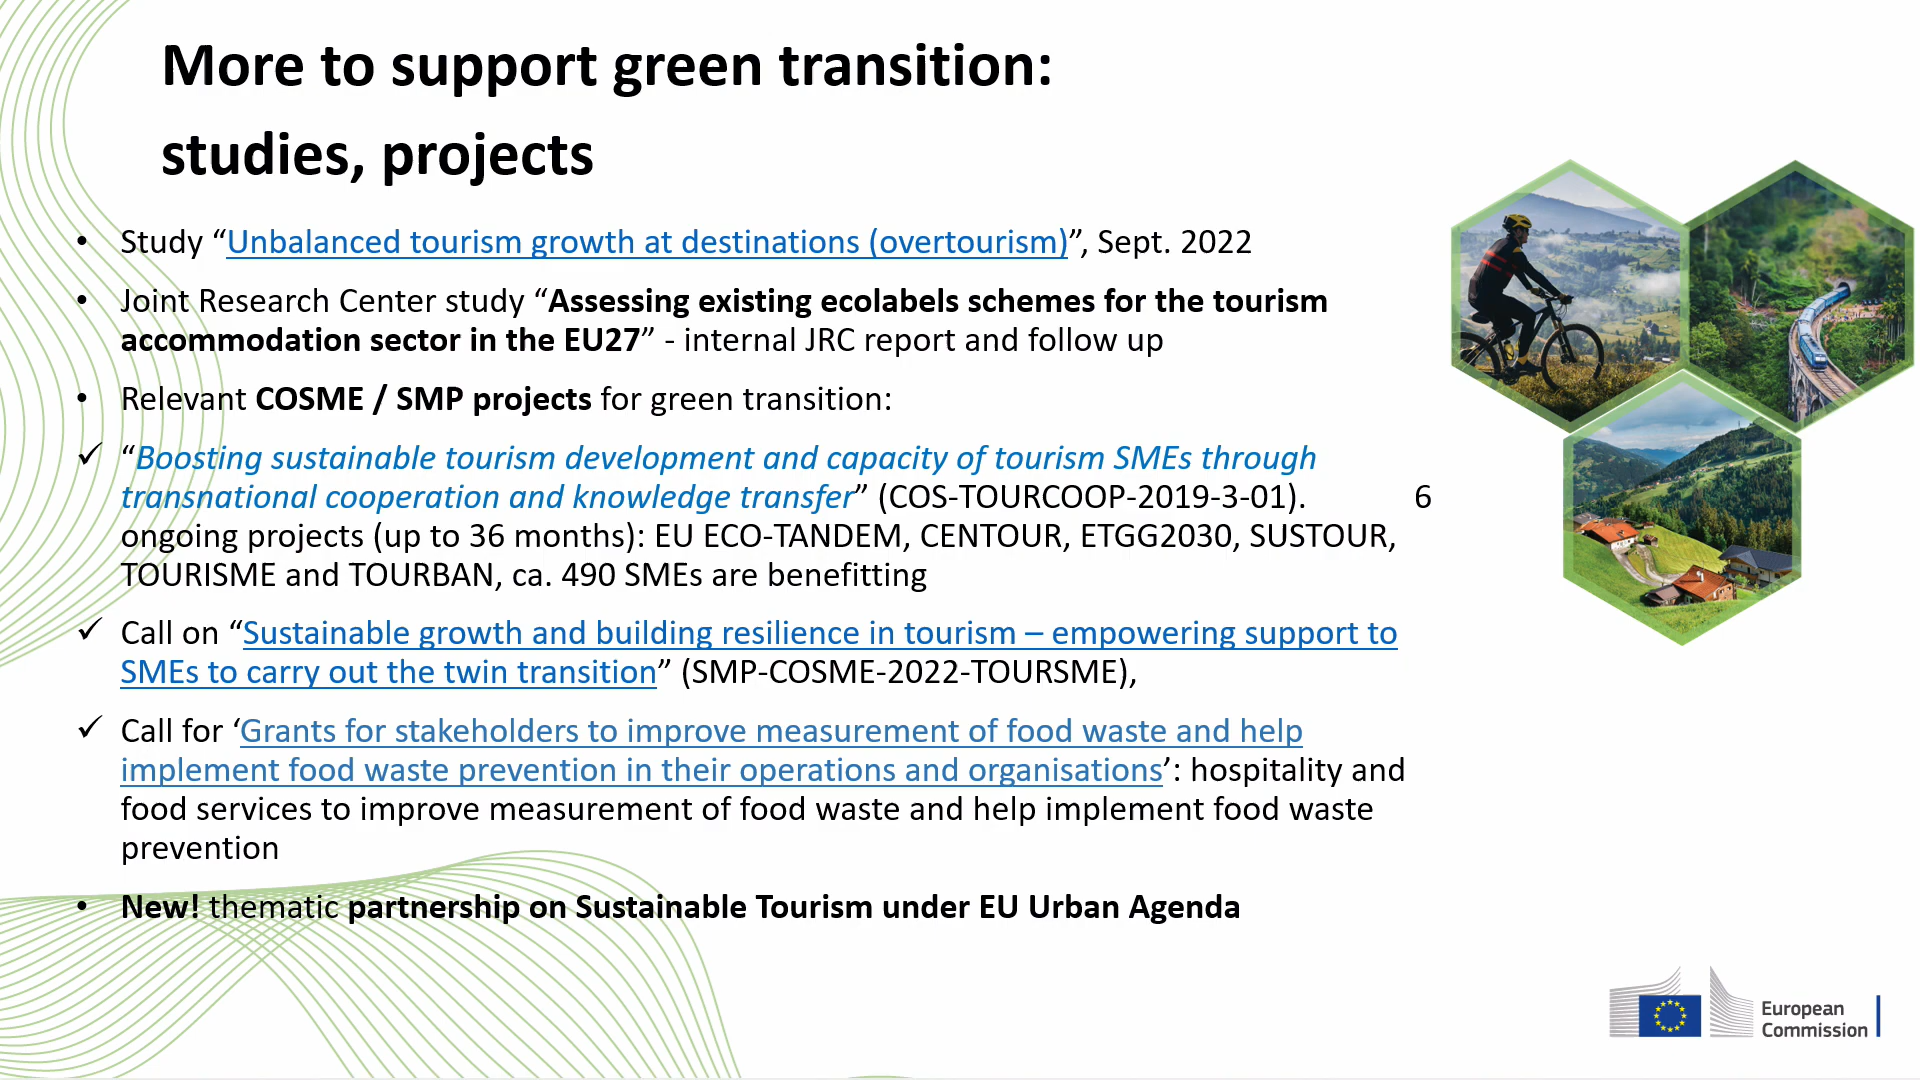 More to support green transition:
studies, projects
• Study “Unbalanced tourism growth at destinations (overtourism)”, Sept. 2022
• Joint Research Center study “Assessing existing ecolabels schemes for the tourism
accommodation sector in the EU27” - internal JRC report and follow up
• Relevant COSME / SMP projects for green transition:
✓ “Boosting sustainable tourism development and capacity of tourism SMEs through
transnational cooperation and knowledge transfer” (COS-TOURCOOP-2019-3-01). 6
ongoing projects (up to 36 months): EU ECO-TANDEM, CENTOUR, ETGG2030, SUSTOUR,
TOURISME and TOURBAN, ca. 490 SMEs are benefitting
✓ Call on “Sustainable growth and building resilience in tourism – empowering support to
SMEs to carry out the twin transition” (SMP-COSME-2022-TOURSME),
✓ Call for ‘Grants for stakeholders to improve measurement of food waste and help
implement food waste prevention in their operations and organisations’: hospitality and
food services to improve measurement of food waste and help implement food waste
prevention
• New! thematic partnership on Sustainable Tourism under EU Urban Agenda
European
Commission